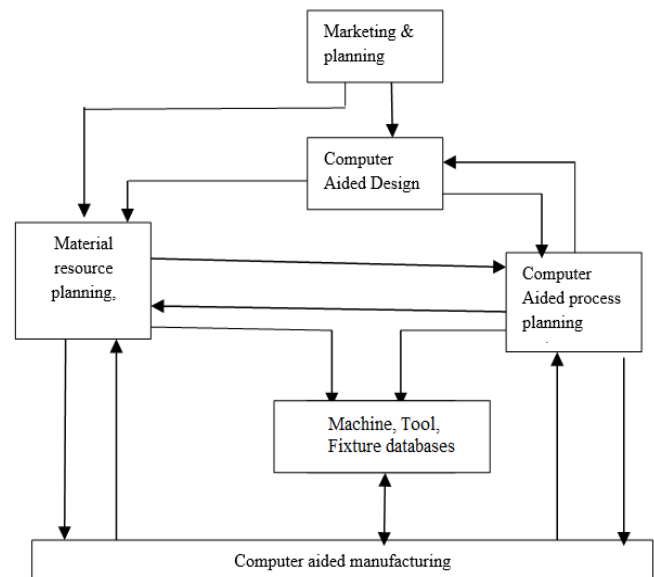 Marketing &
planning
Computer
Aided Design
Material
resource
planning,
Computer
Aided process
planning
Machine, Tool,
Fixture databases
Computer aided manufacturing